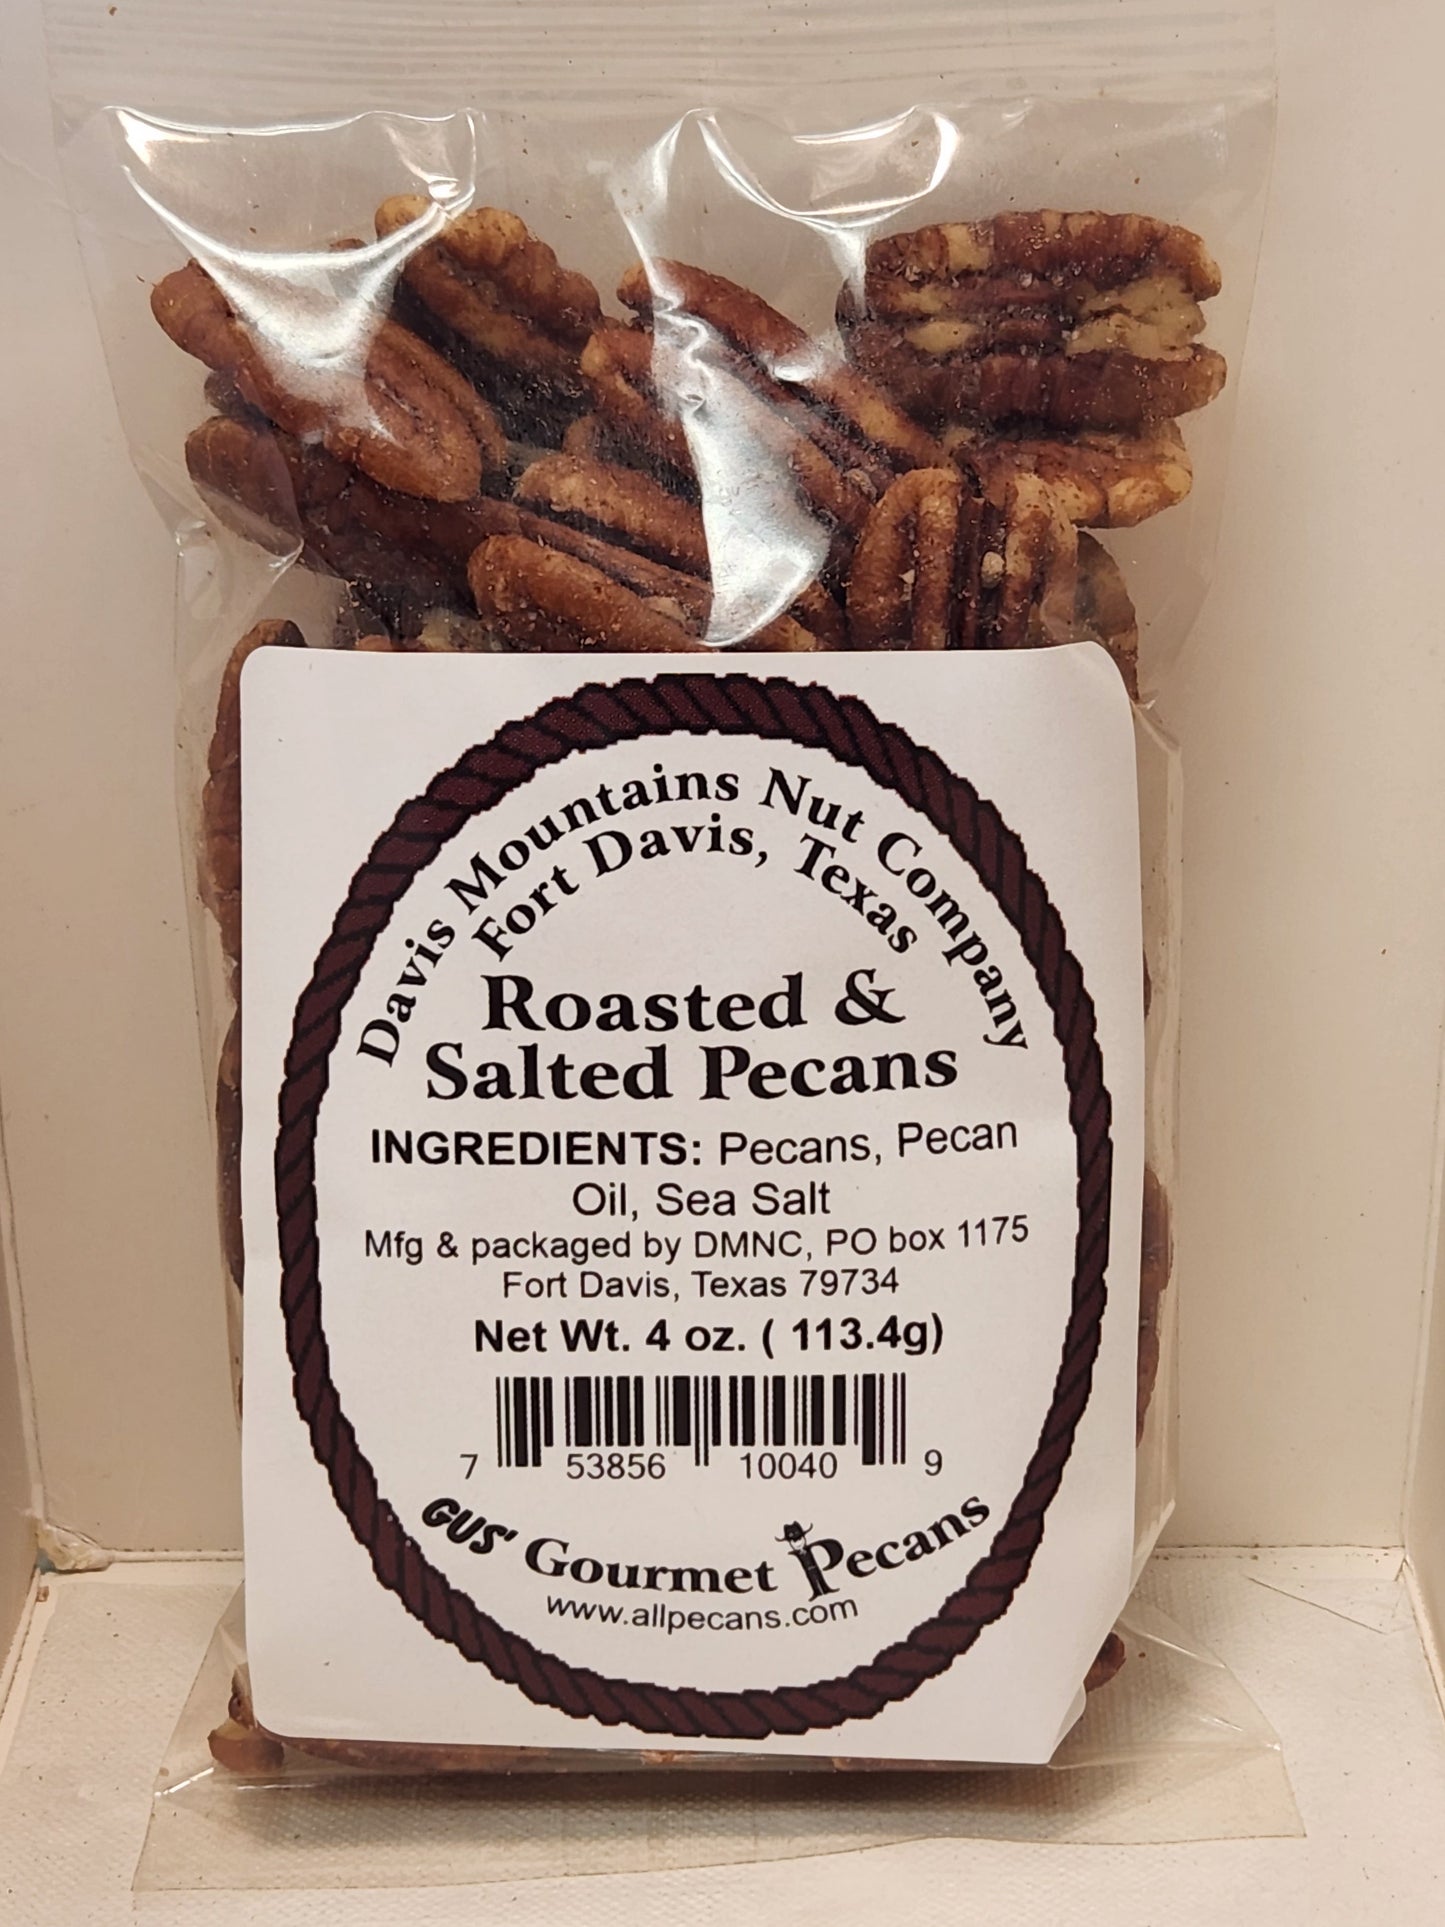 Davis Mountains Nut Company
Fort Davis, Texas
Roasted &
Salted Pecans
INGREDIENTS: Pecans, Pecan
Oil, Sea Salt
Mfg & packaged by DMNC, PO box 1175
Fort Davis, Texas 79734
Net Wt. 4 oz. ( 113.4g)
7 53856 10040 9
GUS' Gourmet Pecans
www.allpecans.com